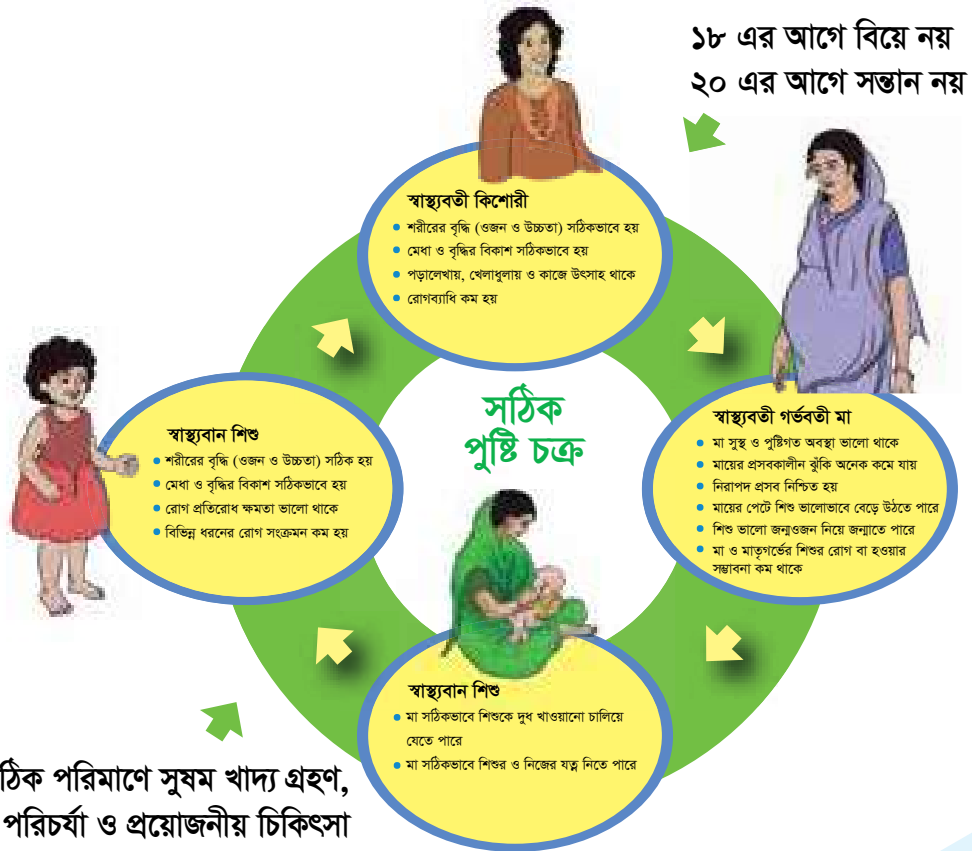 ১৮ এর আগে বিয়ে নয়
২০ এর আগে সন্তান নয়
স্বাস্থ্যবতী কিশোরী
শরীরের বৃদ্ধি (ওজন ও উচ্চতা) সঠিকভাবে হয়
মেধা ও বৃদ্ধির বিকাশ সঠিকভাবে হয়
পড়ালেখায়, খেলাধুলায় ও কাজে উৎসাহ থাকে
রোগব্যাধি কম হয়
সঠিক
পুষ্টি চক্র
স্বাস্থ্যবতী গর্ভবতী মা
মা সুস্থ ও পুষ্টিগত অবস্থা ভালো থাকে
মায়ের প্রসবকালীন ঝুঁকি অনেক কমে যায়
নিরাপদ প্রসব নিশ্চিত হয়
মায়ের পেটে শিশু ভালোভাবে বেড়ে উঠতে পারে
শিশু ভালো জন্মওজন নিয়ে জন্মাতে পারে
মা ও মাতৃগর্ভের শিশুর রোগ বা হওয়ার
সম্ভাবনা কম থাকে
স্বাস্থ্যবান শিশু
মা সঠিকভাবে শিশুকে দুধ খাওয়ানো চালিয়ে
যেতে পারে
মা সঠিকভাবে শিশুর ও নিজের যত্ন নিতে পারে
স্বাস্থ্যবান শিশু
শরীরের বৃদ্ধি (ওজন ও উচ্চতা) সঠিক হয়
মেধা ও বৃদ্ধির বিকাশ সঠিকভাবে হয়
রোগ প্রতিরোধ ক্ষমতা ভালো থাকে
বিভিন্ন ধরনের রোগ সংক্রমন কম হয়
ঠিক পরিমাণে সুষম খাদ্য গ্রহণ,
পরিচর্যা ও প্রয়োজনীয় চিকিৎসা